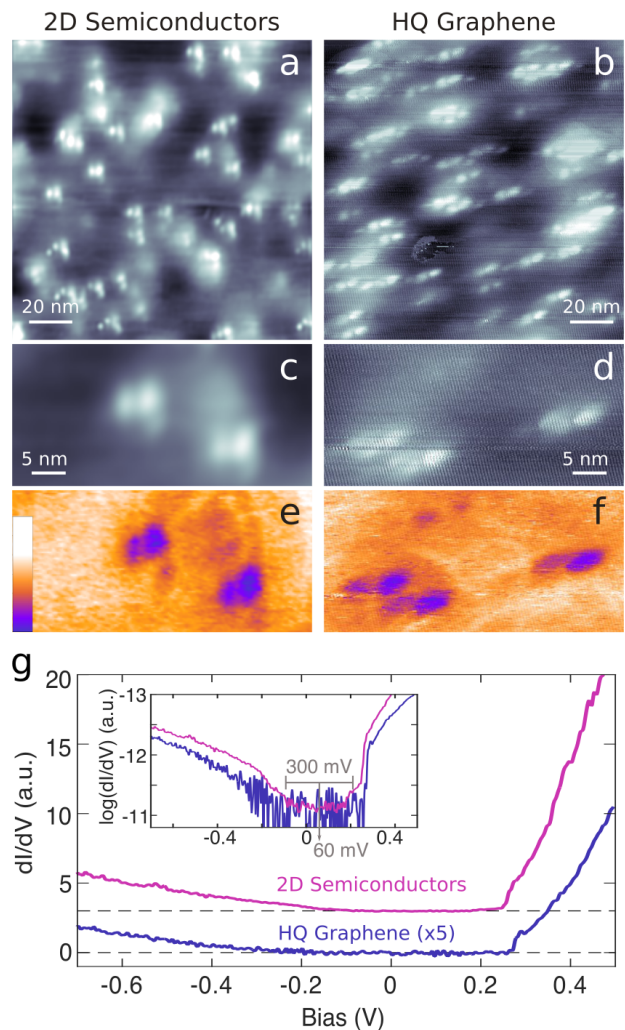 2D Semiconductors HQ Graphene
a b
20 nm 20 nm
c d
5 nm 5 nm
e f
g
20
15
10
5
0
dI/dV (a.u.)
-13
-12
-11
log(dI/dV) (a.u.)
300 mV
-0.4 0 0.4
60 mV
2D Semiconductors
HQ Graphene (x5)
-0.6 -0.4 -0.2 0 0.2 0.4
Bias (V)